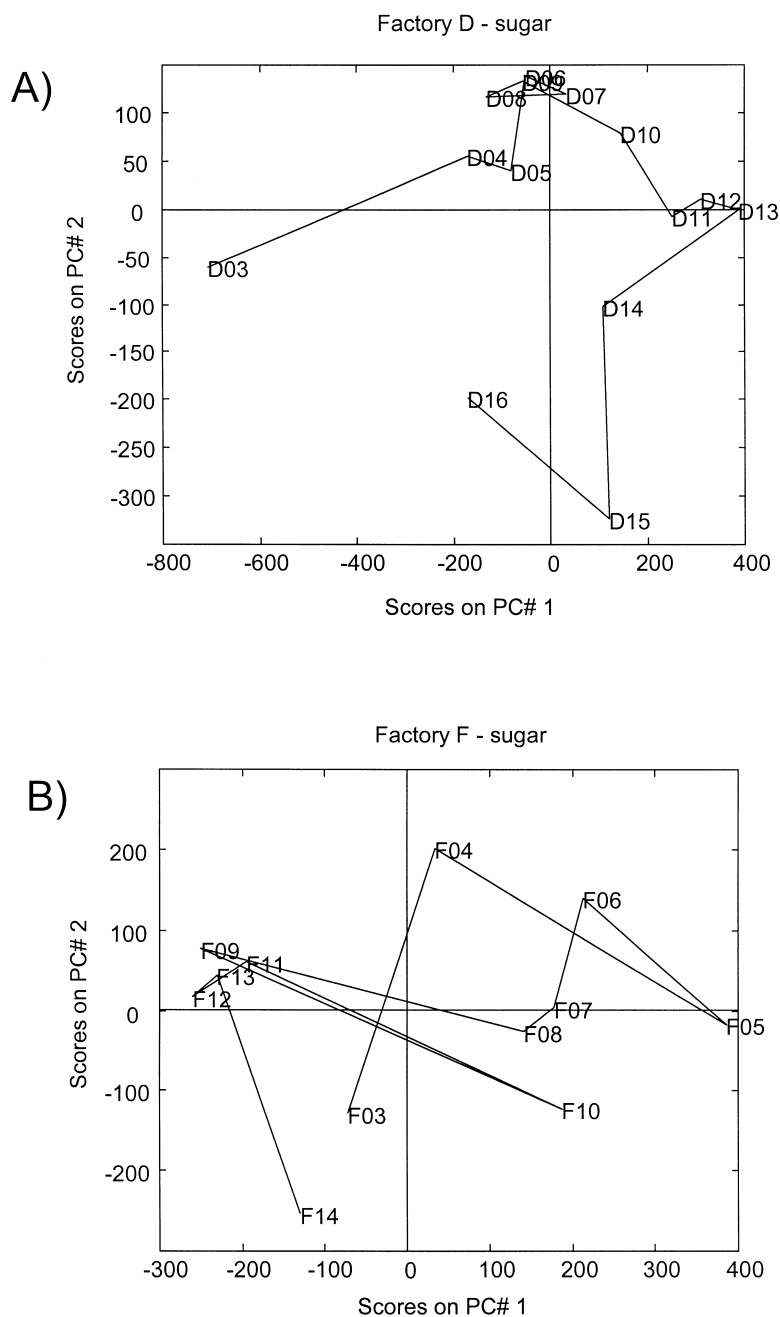 Factory D - sugar
A)
D06
D09
D08
D07
D10
D04
D05
D12
D13
D11
D03
D14
D16
D15
100
50
0
-50
-100
-150
-200
-250
-300
Scores on PC# 2
-800 -600 -400 -200 0 200 400
Scores on PC# 1
Factory F - sugar
B)
F04
F06
F09
F11
F13
F12
F07
F05
F08
F10
F03
F14
200
100
0
-100
-200
Scores on PC# 2
-300 -200 -100 0 100 200 300 400
Scores on PC# 1